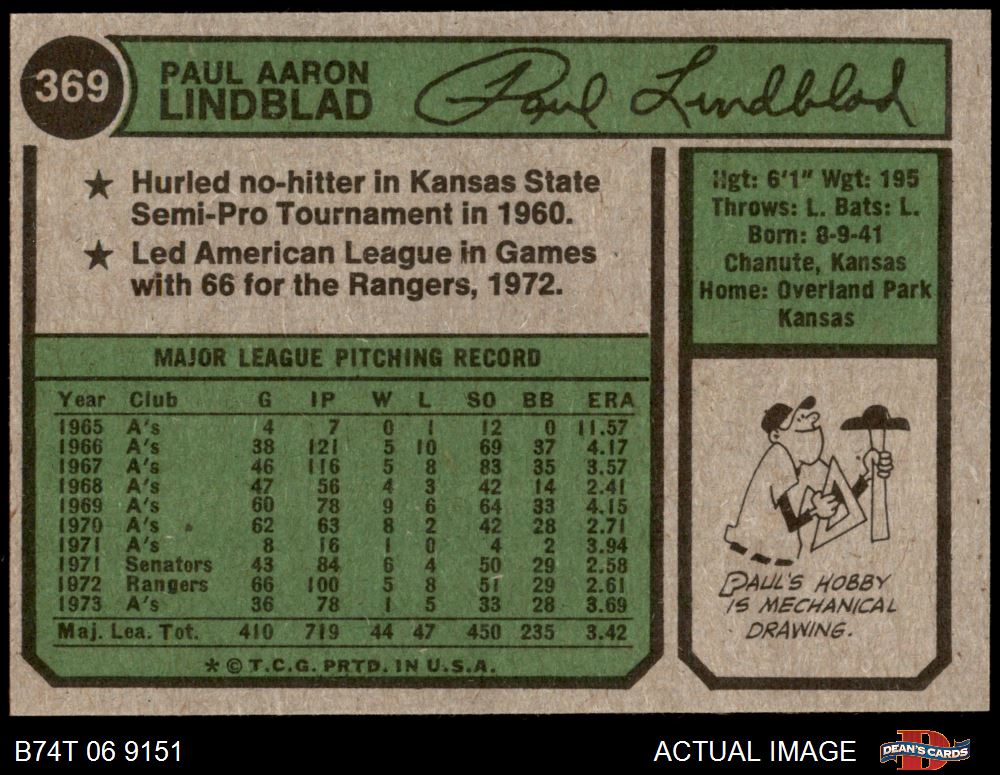 369
PAUL AARON
LINDBLAD
Paul Lindblad
★ Hurled no-hitter in Kansas State
Semi-Pro Tournament in 1960.
★ Led American League in Games
with 66 for the Rangers, 1972.
Hgt: 6'1" Wgt: 195
Throws: L. Bats: L.
Born: 8-9-41
Chanute, Kansas
Home: Overland Park
Kansas
MAJOR LEAGUE PITCHING RECORD
Year Club G IP W L SO BB ERA
1965 A's 4 7 0 1 12 0 11.57
1966 A's 38 121 5 10 69 37 4.17
1967 A's 46 116 5 8 83 35 3.57
1968 A's 47 56 4 3 42 14 2.41
1969 A's 60 78 9 6 64 33 4.15
1970 A's 62 63 8 2 42 28 2.71
1971 A's 8 16 1 0 4 2 3.94
1971 Senators 43 84 6 4 50 29 2.58
1972 Rangers 66 100 5 8 51 29 2.61
1973 A's 36 78 1 5 33 28 3.69
Maj. Lea. Tot. 410 719 44 47 450 235 3.42
* © T.C.G. PRTD. IN U.S.A.
PAUL'S HOBBY
IS MECHANICAL
DRAWING.
B74T 06 9151
ACTUAL IMAGE
DEAN'S CARDS